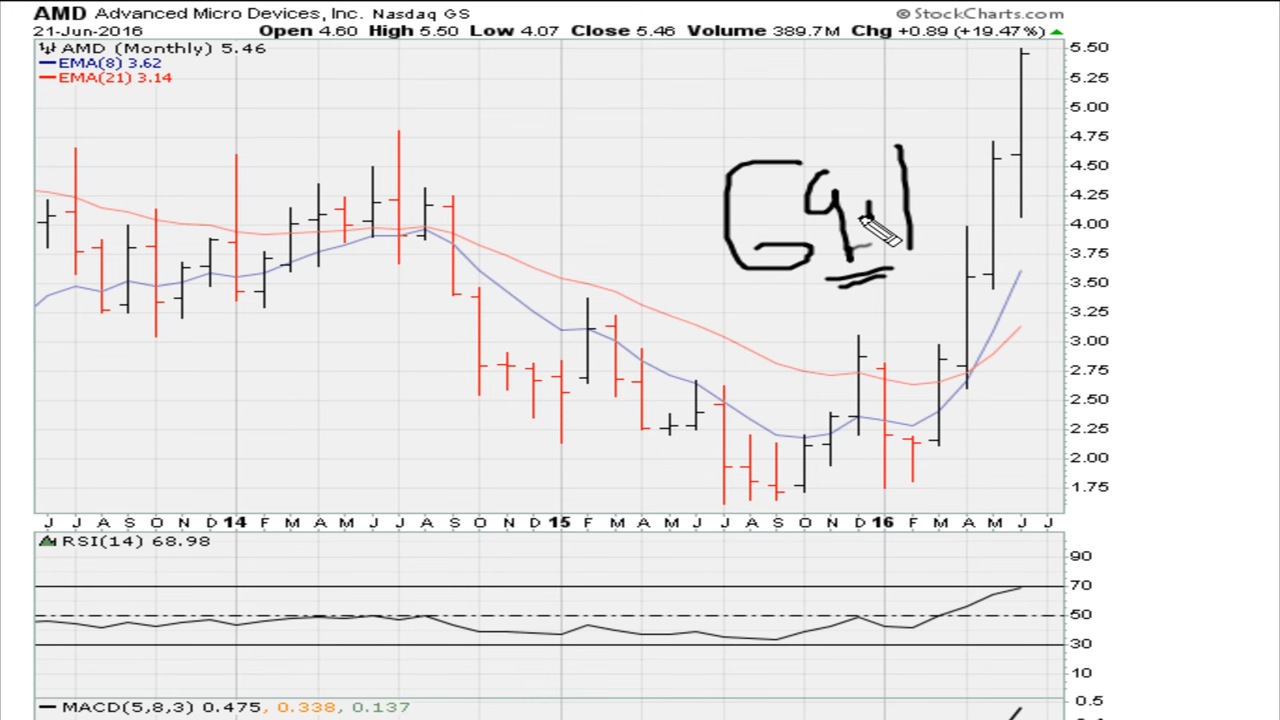 AMD Advanced Micro Devices, Inc. Nasdaq GS © StockCharts.com
21-Jun-2016 Open 4.60 High 5.50 Low 4.07 Close 5.46 Volume 389.7M Chg +0.89 (+19.47%)
AMD (Monthly) 5.46
EMA(8) 3.62
EMA(21) 3.14
5.50
5.25
5.00
4.75
4.50
4.25
4.00
3.75
3.50
3.25
3.00
2.75
2.50
2.25
2.00
1.75
J J A S O N D 14 F M A M J J A S O N D 15 F M A M J J A S O N D 16 F M A M J J
RSI(14) 68.98
90
70
50
30
10
MACD(5,8,3) 0.475, 0.338, 0.137
0.5